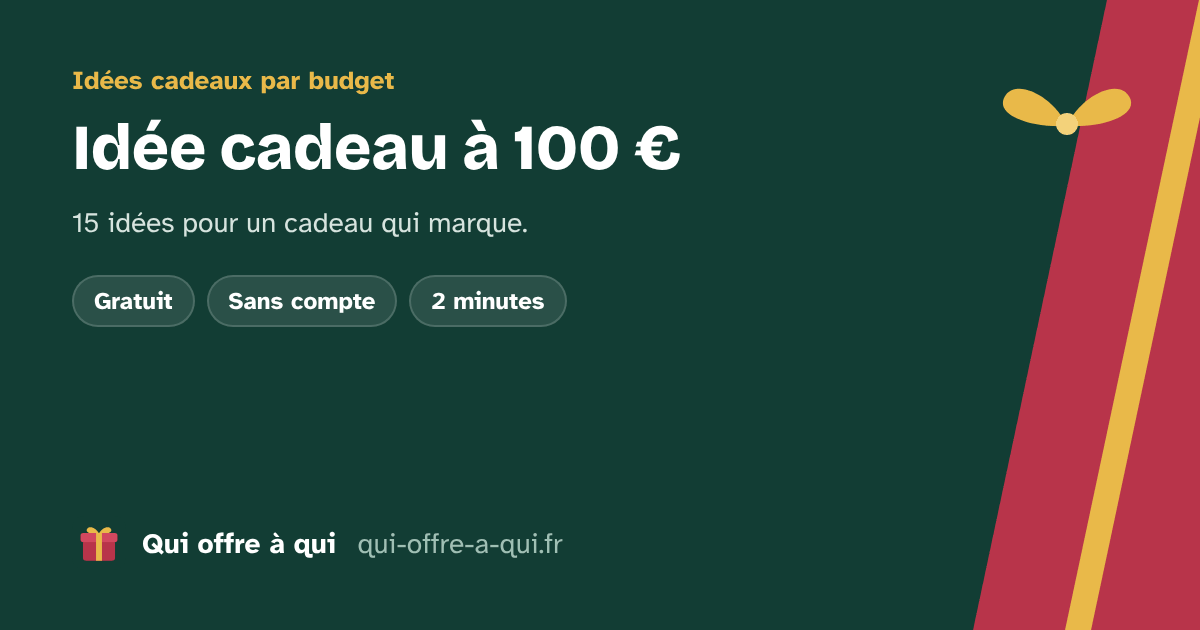 Idées cadeaux par budget
Idée cadeau à 100 €
15 idées pour un cadeau qui marque.
Gratuit Sans compte 2 minutes
Qui offre à qui qui-offre-a-qui.fr